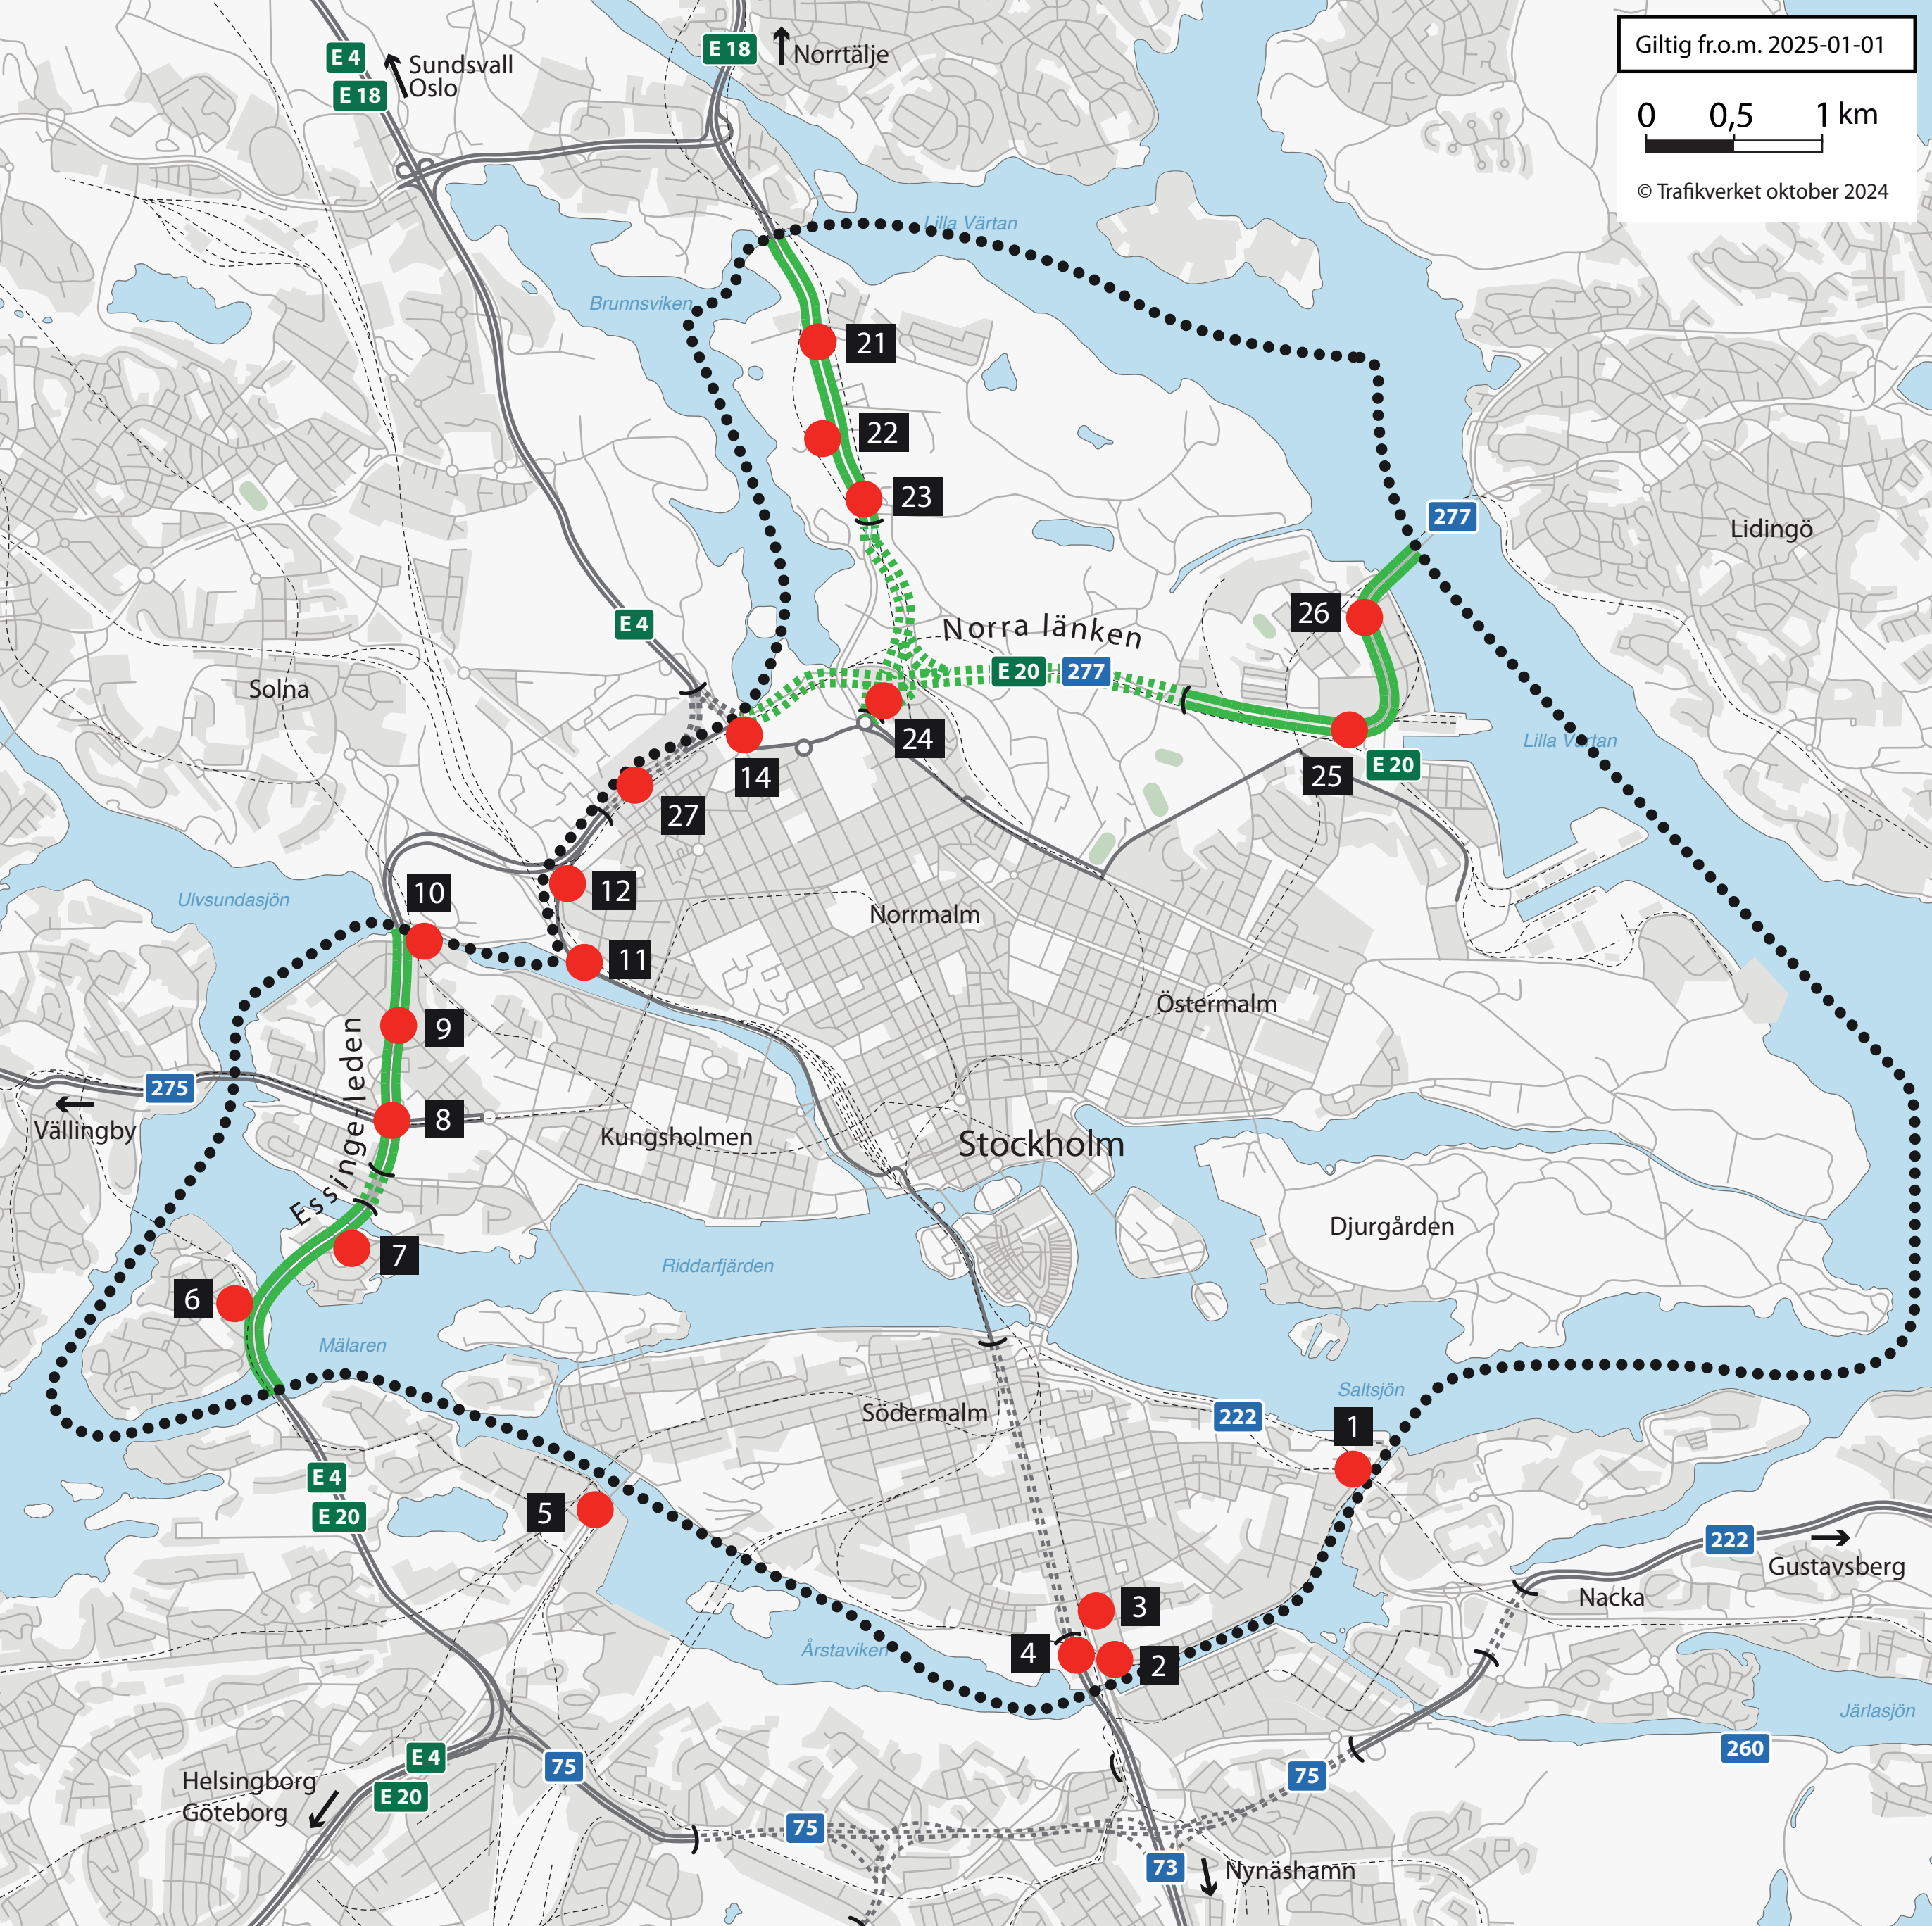 E 4
E 18
Sundsvall
Oslo
E 18
Norrtälje
Giltig fr.o.m. 2025-01-01
0 0,5 1 km
© Trafikverket oktober 2024
Lilla Värtan
Brunnsviken
21
22
23
277
Lidingö
26
E 4
Norra länken
E 20
277
Solna
24
14
25
E 20
Lilla Värtan
27
10
12
Ulvsundasjön
Norrmalm
11
Östermalm
9
275
Vällingby
8
Essinge-leden
Kungsholmen
Stockholm
Djurgården
7
6
Riddarfjärden
Mälaren
Saltsjön
Södermalm
222
1
E 4
E 20
5
222
Gustavsberg
Nacka
3
4
2
Årstaviken
Järlasjön
260
E 4
E 20
Helsingborg
Göteborg
75
75
75
73
Nynäshamn